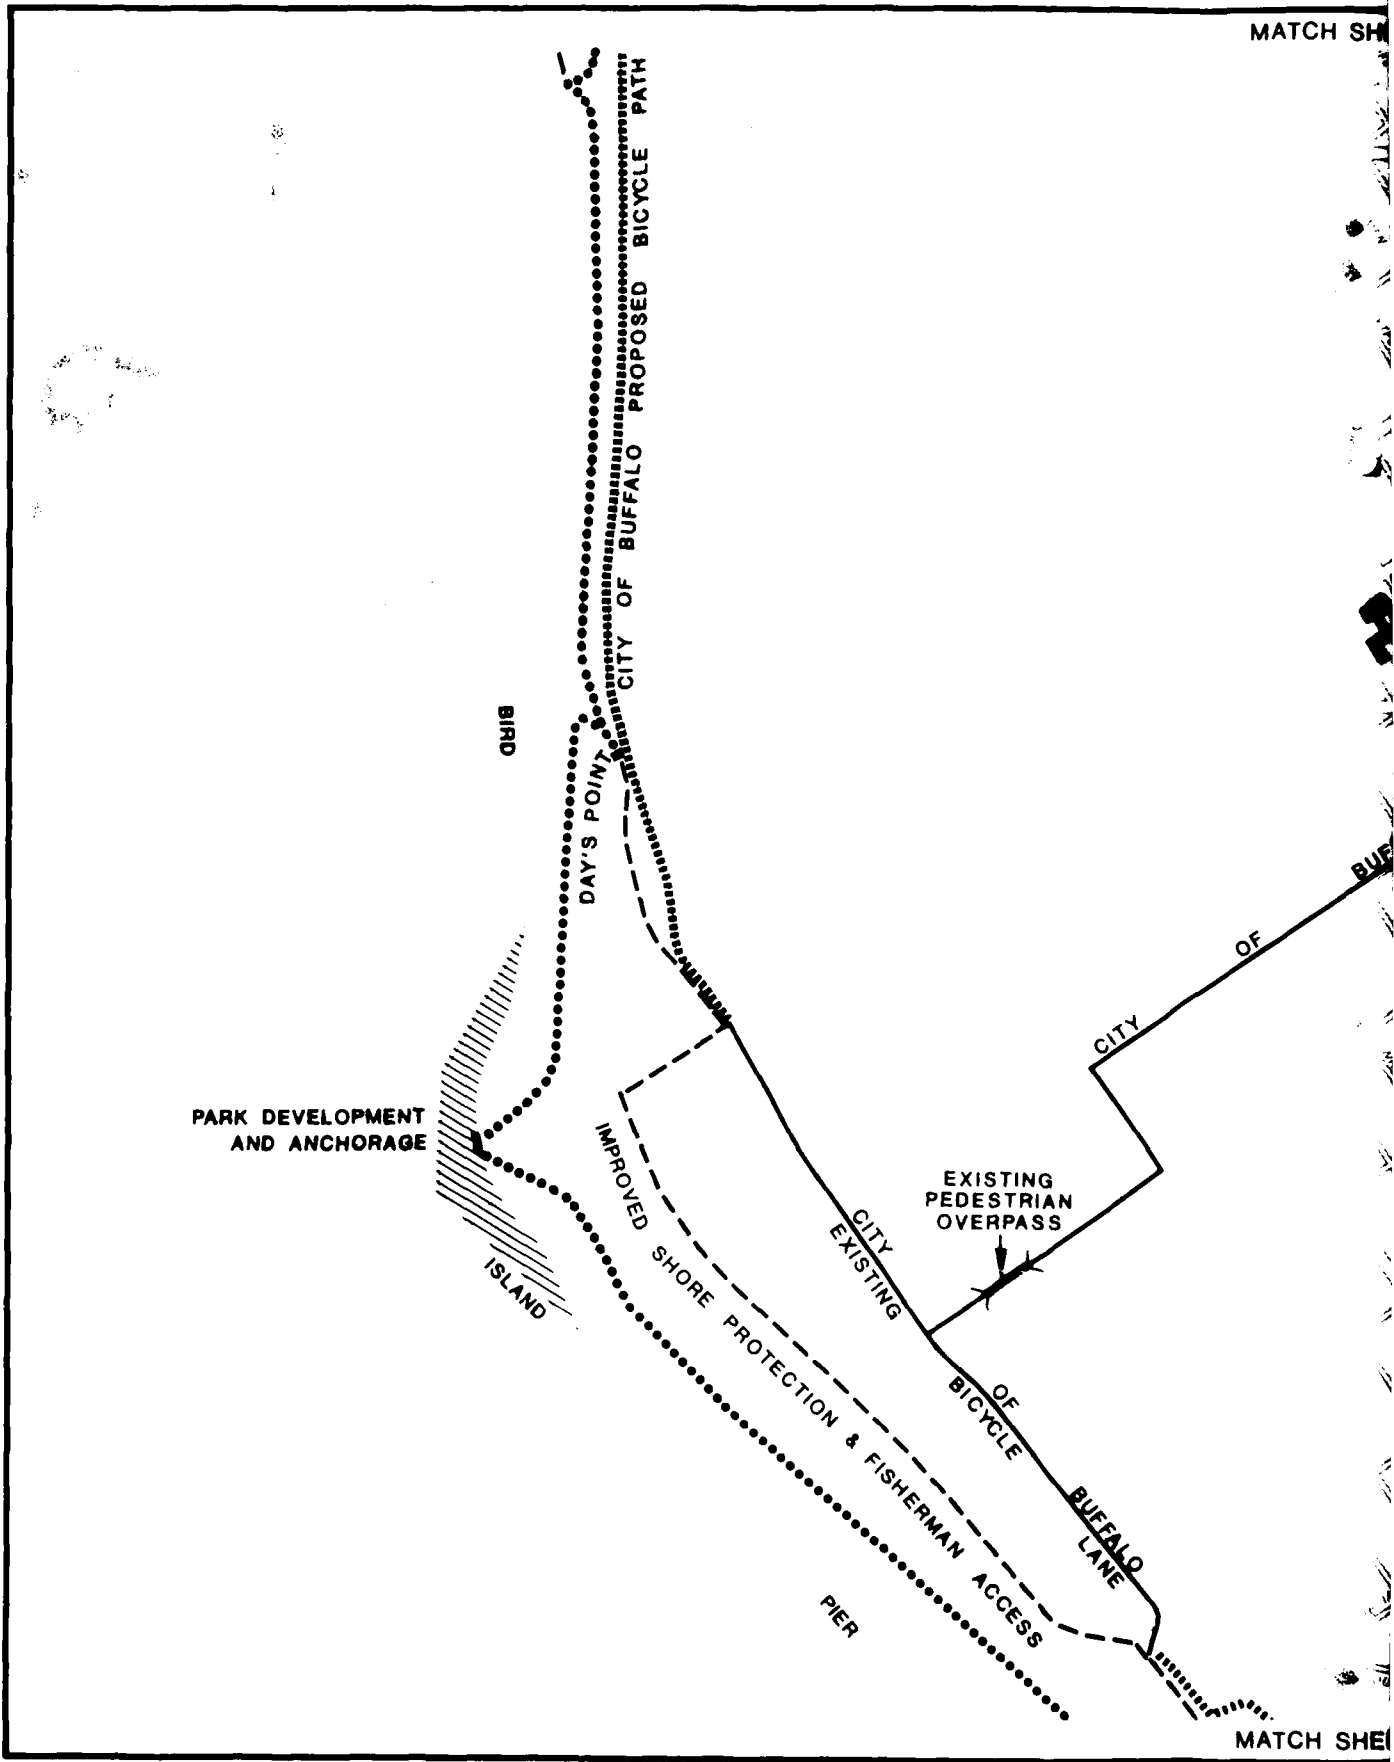 MATCH SH
CITY OF BUFFALO PROPOSED BICYCLE PATH
BIRD
DAY'S POINT
BUF
OF
CITY
PARK DEVELOPMENT
AND ANCHORAGE
EXISTING
PEDESTRIAN
OVERPASS
ISLAND
IMPROVED SHORE PROTECTION & FISHERMAN ACCESS
CITY OF BUFFALO
EXISTING BICYCLE LANE
PIER
MATCH SHE